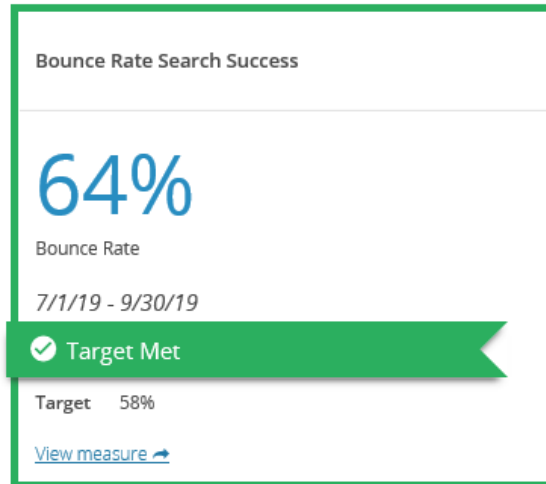 Bounce Rate Search Success
64%
Bounce Rate
7/1/19 - 9/30/19
Target Met
Target 58%
View measure